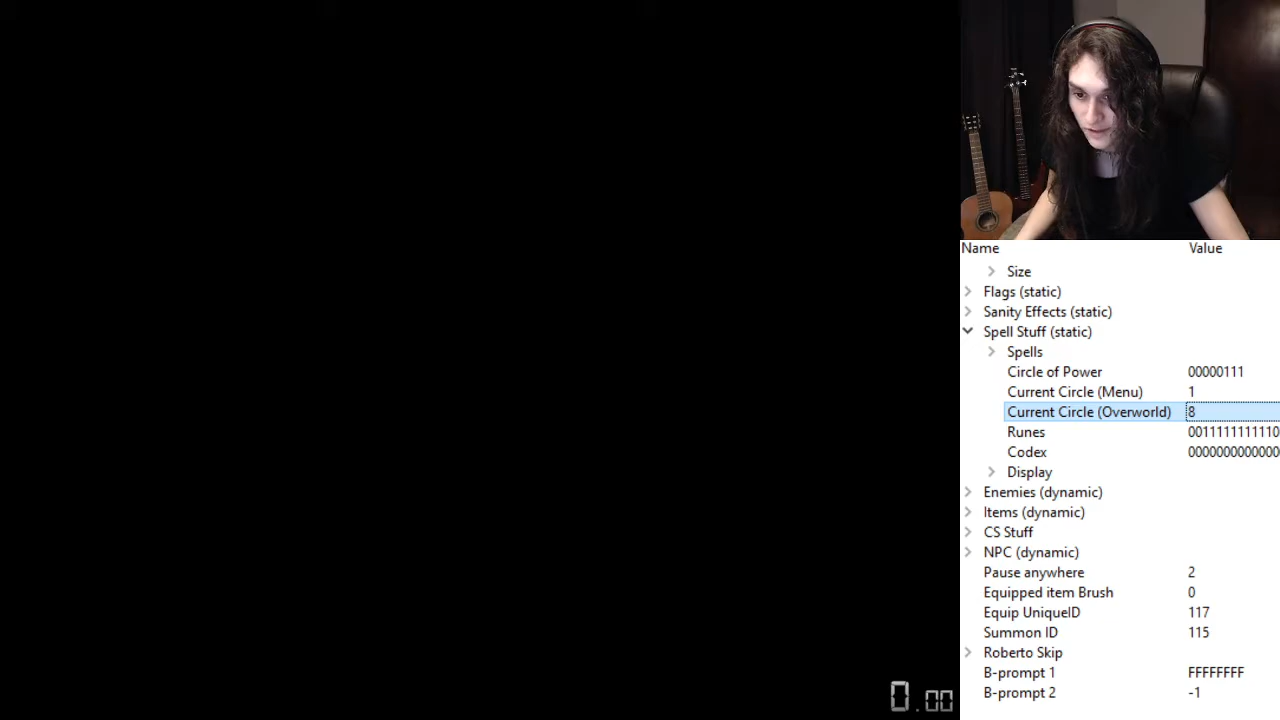 Name Value
Size
Flags (static)
Sanity Effects (static)
Spell Stuff (static)
Spells
Circle of Power 00000111
Current Circle (Menu) 1
Current Circle (Overworld) 8
Runes 0011111111110
Codex 0000000000000
Display
Enemies (dynamic)
Items (dynamic)
CS Stuff
NPC (dynamic)
Pause anywhere 2
Equipped item Brush 0
Equip UniqueID 117
Summon ID 115
Roberto Skip
B-prompt 1 FFFFFFFF
B-prompt 2 -1
0.00